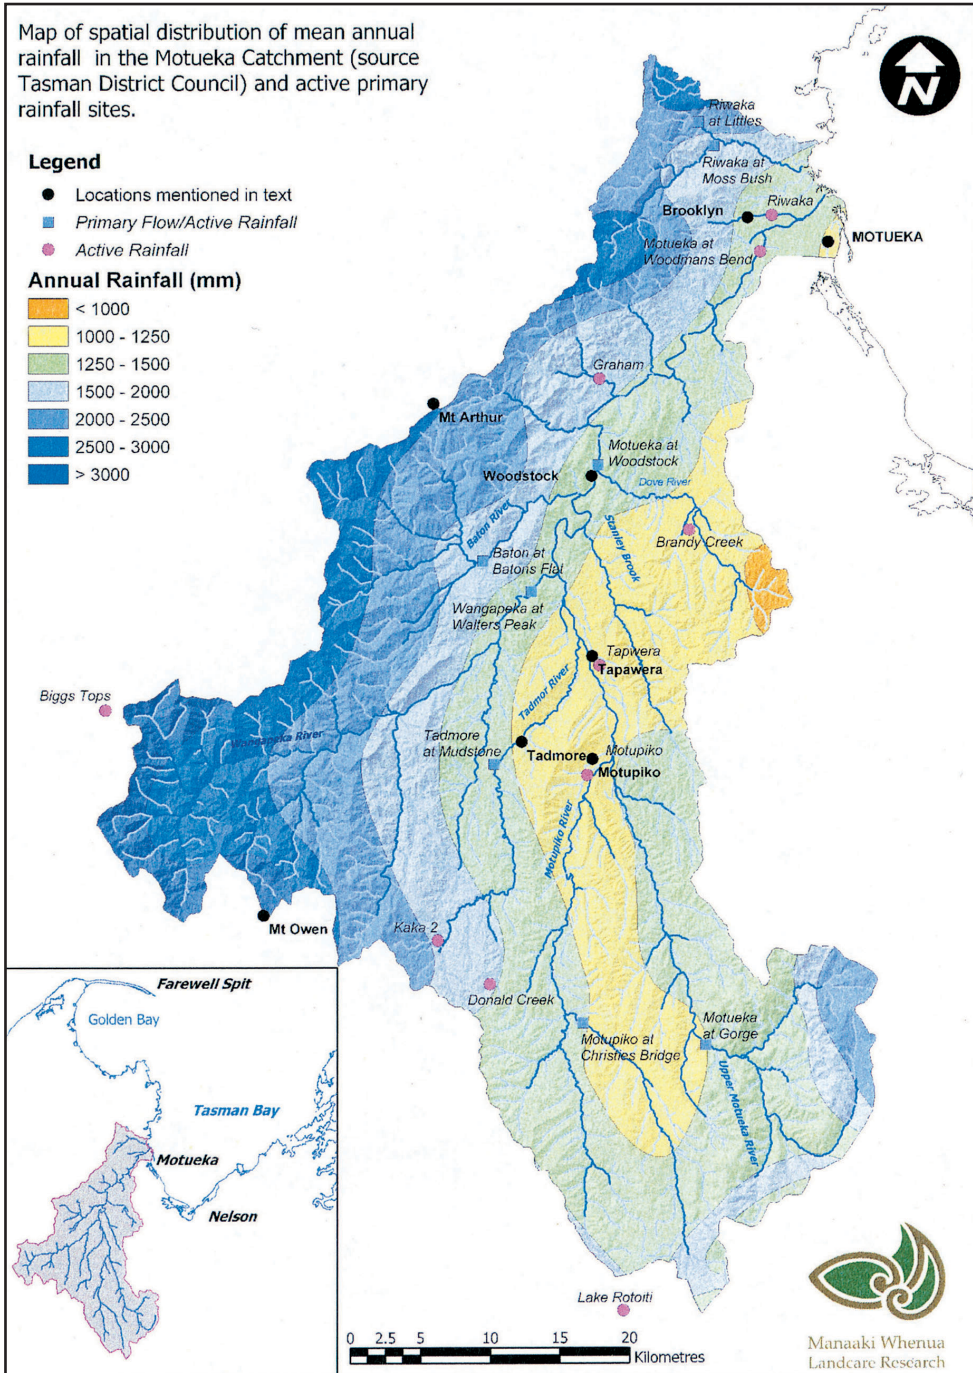 Map of spatial distribution of mean annual
rainfall in the Motueka Catchment (source
Tasman District Council) and active primary
rainfall sites.
N
Legend
Locations mentioned in text
Primary Flow/Active Rainfall
Active Rainfall
Annual Rainfall (mm)
< 1000
1000 - 1250
1250 - 1500
1500 - 2000
2000 - 2500
2500 - 3000
> 3000
Riwaka
at Littles
Riwaka at
Moss Bush
Brooklyn
Riwaka
MOTUEKA
Motueka at
Woodmans Bend
Graham
Mt Arthur
Motueka at
Woodstock
Woodstock
Dove River
Baton River
Stanley Brook
Brandy Creek
Baton at
Batons Flat
Wangapeka at
Walters Peak
Tapwera
Tapawera
Biggs Tops
Wangapeka River
Tadmor River
Tadmore
at Mudstone
Tadmore
Motupiko
Motupiko
Motupiko River
Mt Owen
Kaka 2
Donald Creek
Motupiko at
Christies Bridge
Motueka
at Gorge
Upper Motueka River
Farewell Spit
Golden Bay
Tasman Bay
Motueka
Nelson
Lake Rotoiti
0 2.5 5 10 15 20
Kilometres
Manaaki Whenua
Landcare Research